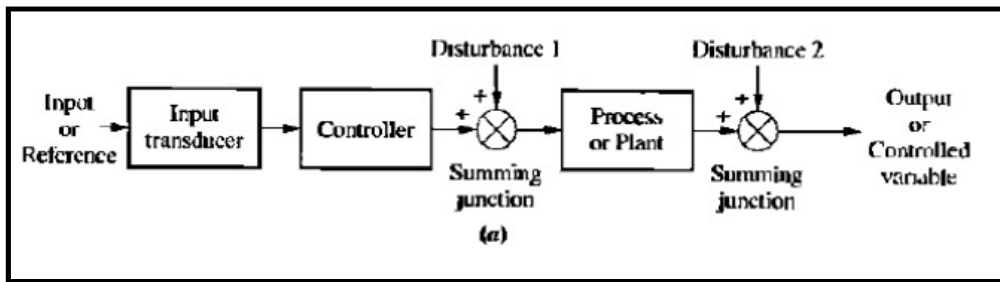 Disturbance 1
Disturbance 2
Input
or
Reference
Input
transducer
Controller
+
+
Summing
junction
Process
or Plant
+
+
Summing
junction
Output
or
Controlled
variable
(a)